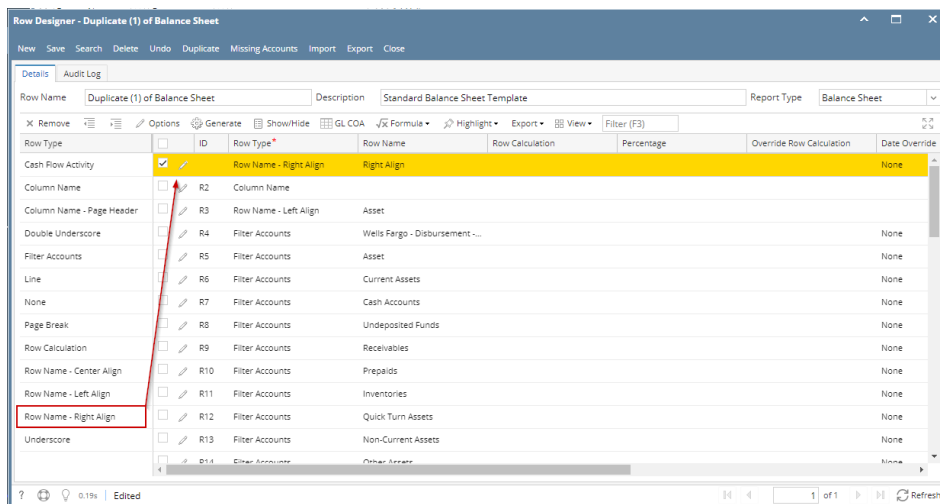 Row Designer - Duplicate (1) of Balance Sheet
New Save Search Delete Undo Duplicate Missing Accounts Import Export Close
Details Audit Log
Row Name Duplicate (1) of Balance Sheet Description Standard Balance Sheet Template Report Type Balance Sheet
X Remove Options Generate Show/Hide GL COA Formula Highlight Export View Filter (F3)
Row Type ID Row Type* Row Name Row Calculation Percentage Override Row Calculation Date Override
Cash Flow Activity Row Name - Right Align Right Align None
Column Name R2 Column Name
Column Name - Page Header R3 Row Name - Left Align Asset
Double Underscore R4 Filter Accounts Wells Fargo - Disbursement -... None
Filter Accounts R5 Filter Accounts Asset None
Line R6 Filter Accounts Current Assets None
None R7 Filter Accounts Cash Accounts None
Page Break R8 Filter Accounts Undeposited Funds None
Row Calculation R9 Filter Accounts Receivables None
Row Name - Center Align R10 Filter Accounts Prepaids None
Row Name - Left Align R11 Filter Accounts Inventories None
Row Name - Right Align R12 Filter Accounts Quick Turn Assets None
Underscore R13 Filter Accounts Non-Current Assets None
R14 Filter Accounts Other Assets None
? 0.19s Edited 1 of 1 Refresh